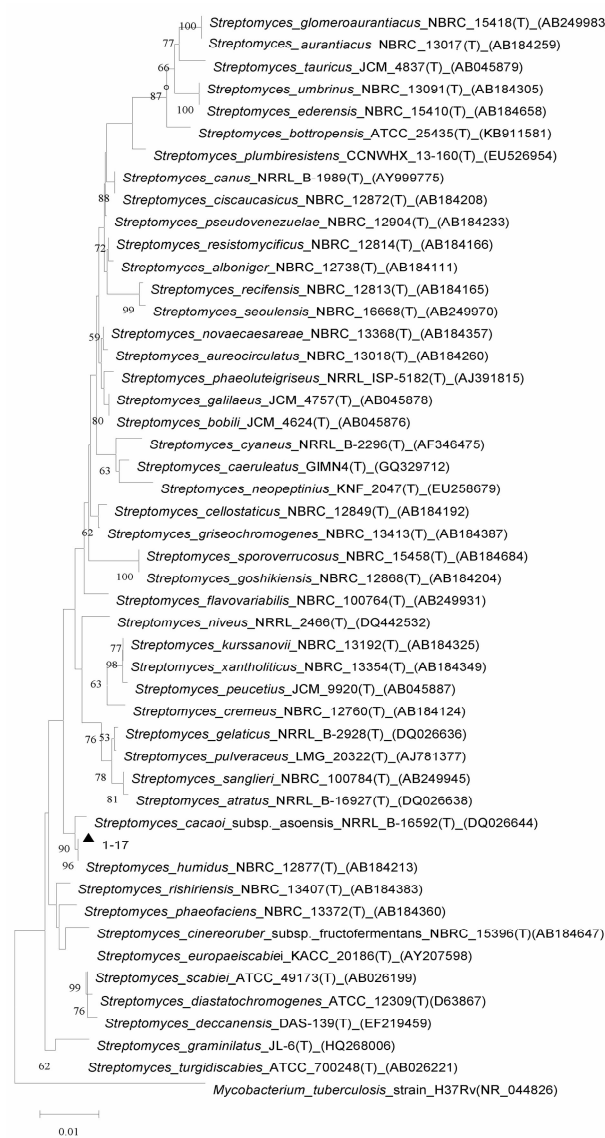 Streptomyces_glomeroaurantiacus_NBRC_15418(T)_(AB249983
100
Streptomyces_aurantiacus_NBRC_13017(T)_(AB184259)
77
Streptomyces_tauricus_JCM_4837(T)_(AB045879)
66
Streptomyces_umbrinus_NBRC_13091(T)_(AB184305)
87
Streptomyces_ederensis_NBRC_15410(T)_(AB184658)
100
Streptomyces_bottropensis_ATCC_25435(T)_(KB911581)
Streptomyces_plumbiresistens_CCNWHX_13-160(T)_(EU526954)
Streptomyces_canus_NRRL_B-1989(T)_(AY999775)
88
Streptomyces_ciscaucasicus_NBRC_12872(T)_(AB184208)
Streptomyces_pseudovenezuelae_NBRC_12904(T)_(AB184233)
72
Streptomyces_resistomycificus_NBRC_12814(T)_(AB184166)
Streptomyces_alboniger_NBRC_12738(T)_(AB184111)
Streptomyces_recifensis_NBRC_12813(T)_(AB184165)
99
Streptomyces_seoulensis_NBRC_16668(T)_(AB249970)
59
Streptomyces_novaecaesareae_NBRC_13368(T)_(AB184357)
Streptomyces_aureocirculatus_NBRC_13018(T)_(AB184260)
Streptomyces_phaeoluteigriseus_NRRL_ISP-5182(T)_(AJ391815)
Streptomyces_galilaeus_JCM_4757(T)_(AB045878)
80
Streptomyces_bobili_JCM_4624(T)_(AB045876)
Streptomyces_cyaneus_NRRL_B-2296(T)_(AF346475)
63
Streptomyces_caeruleatus_GIMN4(T)_(GQ329712)
Streptomyces_neopeptinius_KNF_2047(T)_(EU258679)
Streptomyces_cellostaticus_NBRC_12849(T)_(AB184192)
62
Streptomyces_griseochromogenes_NBRC_13413(T)_(AB184387)
Streptomyces_sporoverrucosus_NBRC_15458(T)_(AB184684)
100
Streptomyces_goshikiensis_NBRC_12868(T)_(AB184204)
Streptomyces_flavovariabilis_NBRC_100764(T)_(AB249931)
Streptomyces_niveus_NRRL_2466(T)_(DQ442532)
77
Streptomyces_kurssanovii_NBRC_13192(T)_(AB184325)
98
Streptomyces_xantholiticus_NBRC_13354(T)_(AB184349)
63
Streptomyces_peucetius_JCM_9920(T)_(AB045887)
Streptomyces_cremeus_NBRC_12760(T)_(AB184124)
76 53
Streptomyces_gelaticus_NRRL_B-2928(T)_(DQ026636)
Streptomyces_pulveraceus_LMG_20322(T)_(AJ781377)
78
Streptomyces_sanglieri_NBRC_100784(T)_(AB249945)
81
Streptomyces_atratus_NRRL_B-16927(T)_(DQ026638)
Streptomyces_cacaoi_subsp._asoensis_NRRL_B-16592(T)_(DQ026644)
90
1-17
96
Streptomyces_humidus_NBRC_12877(T)_(AB184213)
Streptomyces_rishiriensis_NBRC_13407(T)_(AB184383)
Streptomyces_phaeofaciens_NBRC_13372(T)_(AB184360)
Streptomyces_cinereoruber_subsp._fructofermentans_NBRC_15396(T)(AB184647)
Streptomyces_europaeiscabiei_KACC_20186(T)_(AY207598)
Streptomyces_scabiei_ATCC_49173(T)_(AB026199)
99
Streptomyces_diastatochromogenes_ATCC_12309(T)(D63867)
76
Streptomyces_deccanensis_DAS-139(T)_(EF219459)
Streptomyces_graminilatus_JL-6(T)_(HQ268006)
62
Streptomyces_turgidiscabies_ATCC_700248(T)_(AB026221)
Mycobacterium_tuberculosis_strain_H37Rv(NR_044826)
0.01